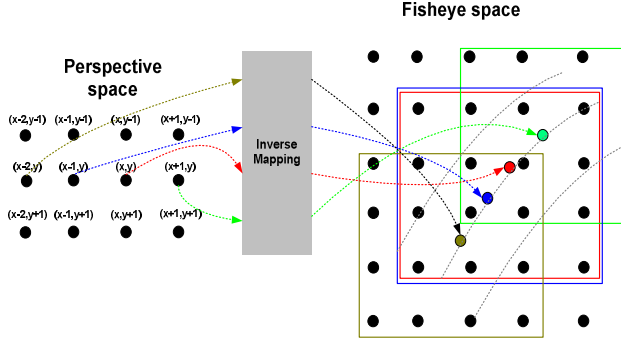 Fisheye space
Perspective
space
(x-2,y-1) (x-1,y-1) (x,y-1) (x+1,y-1)
Inverse
Mapping
(x-2,y) (x-1,y) (x,y) (x+1,y)
(x-2,y+1) (x-1,y+1) (x,y+1) (x+1,y+1)